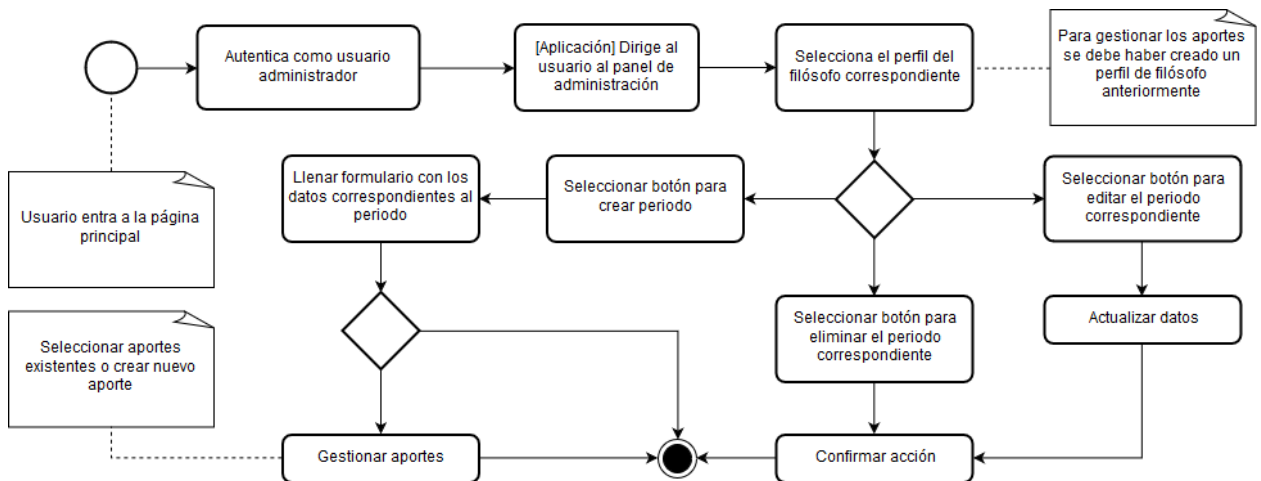 Autentica como usuario
administrador
[Aplicación] Dirige al
usuario al panel de
administración
Selecciona el perfil del
filósofo correspondiente
Para gestionar los aportes
se debe haber creado un
perfil de filósofo
anteriormente
Usuario entra a la página
principal
Llenar formulario con los
datos correspondientes al
periodo
Seleccionar botón para
crear periodo
Seleccionar botón para
editar el periodo
correspondiente
Seleccionar aportes
existentes o crear nuevo
aporte
Seleccionar botón para
eliminar el periodo
correspondiente
Actualizar datos
Gestionar aportes
Confirmar acción